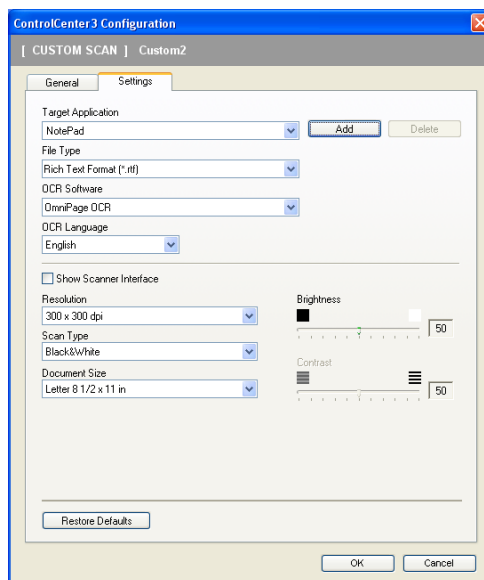 ControlCenter3 Configuration
[ CUSTOM SCAN ] Custom2
General Settings
Target Application
NotePad Add Delete
File Type
Rich Text Format (*.rtf)
OCR Software
OmniPage OCR
OCR Language
English
Show Scanner Interface
Resolution Brightness
300 x 300 dpi 50
Scan Type
Black&White
Contrast
Document Size
Letter 8 1/2 x 11 in 50
Restore Defaults
OK Cancel